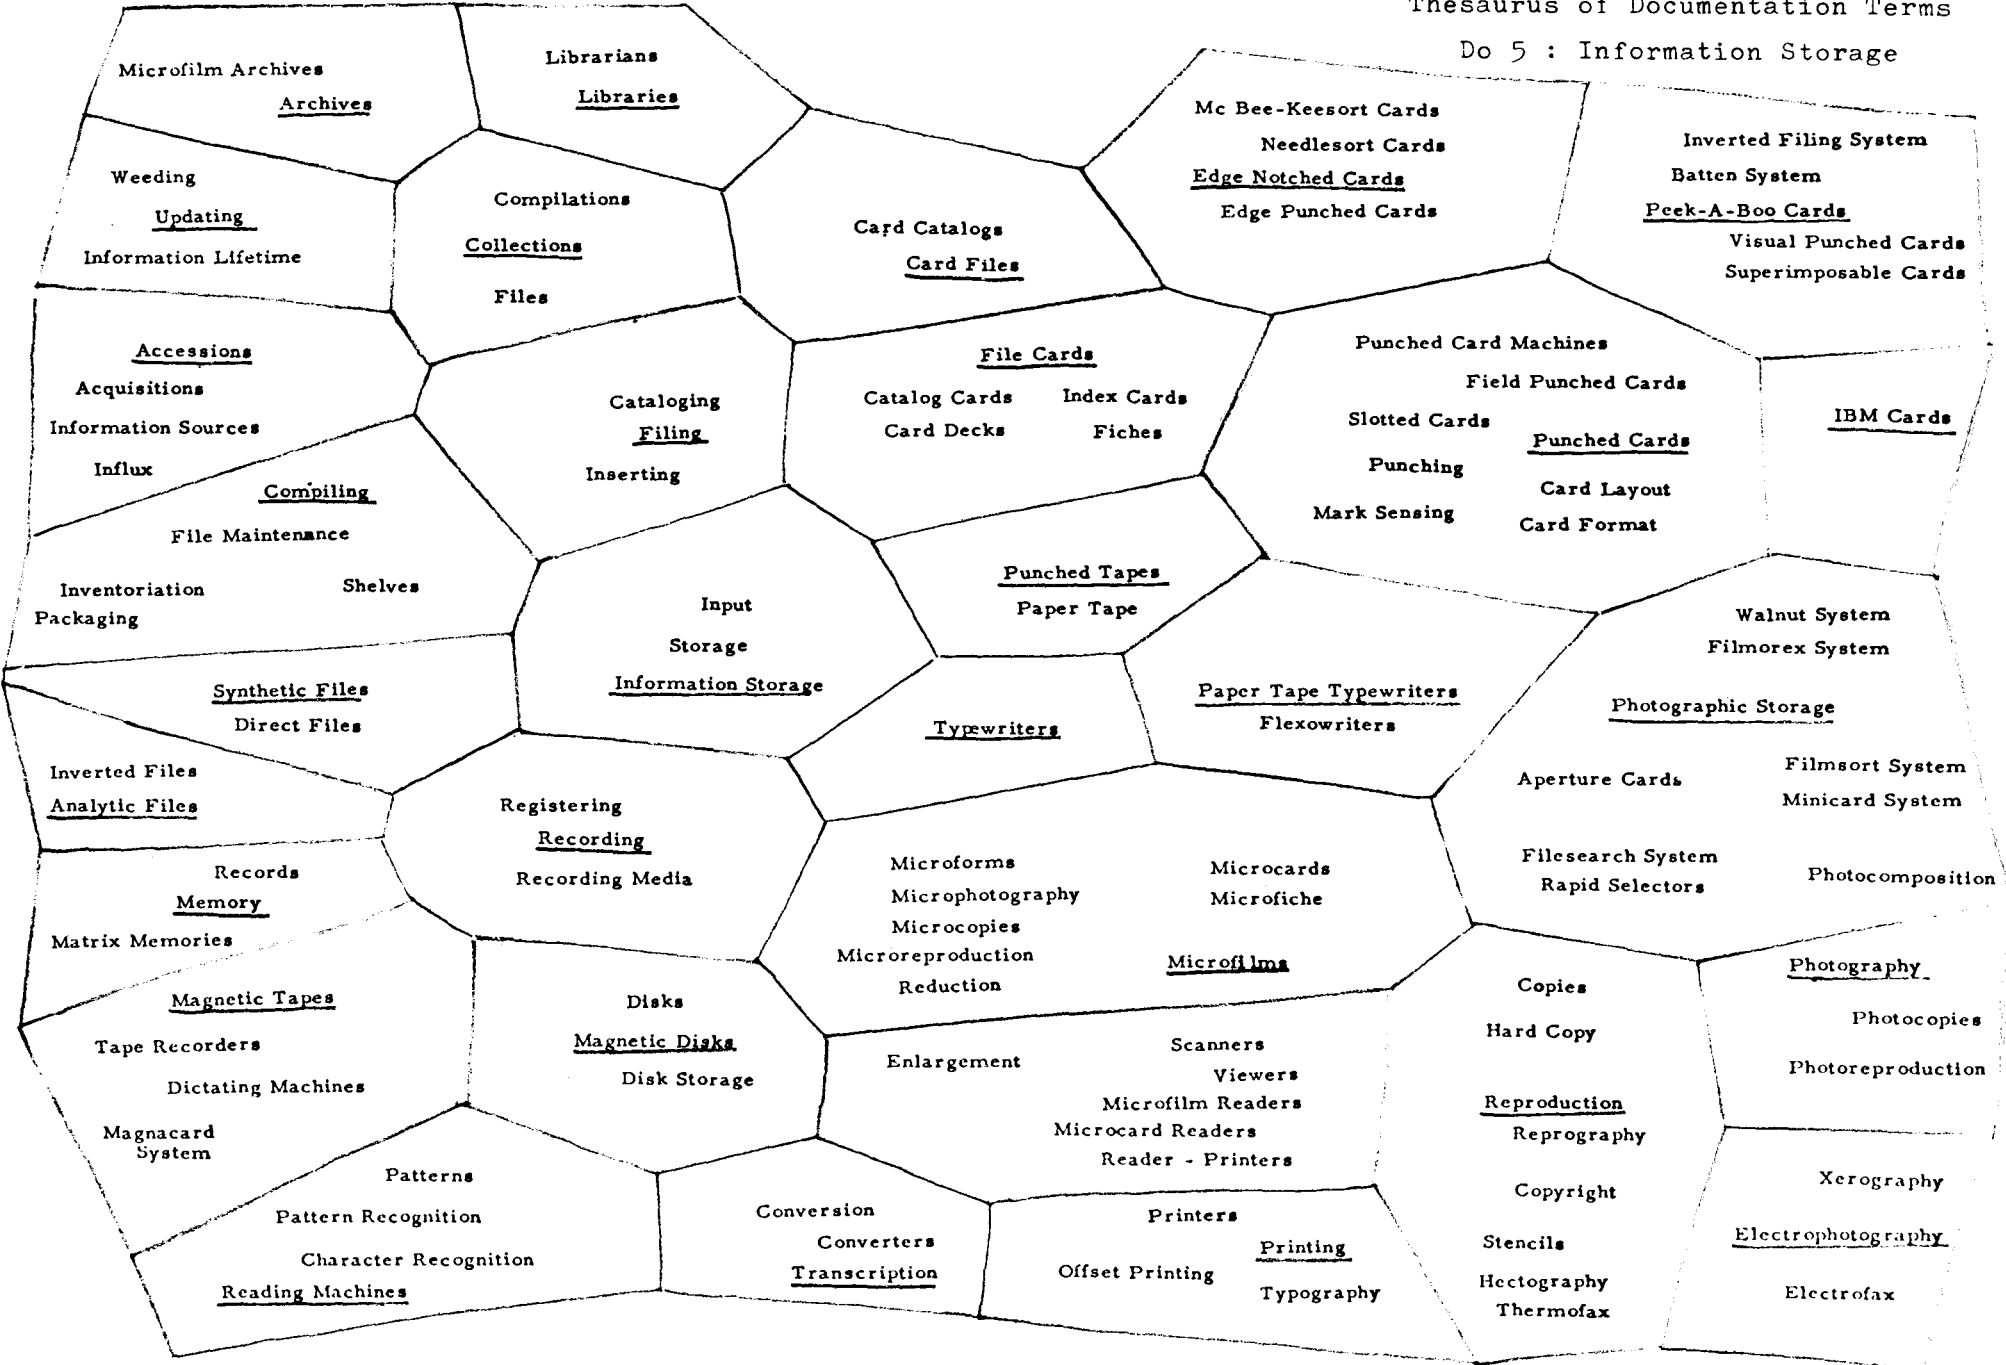 Thesaurus of Documentation Terms
Do 5 : Information Storage
Microfilm Archives
Archives
Librarians
Libraries
Mc Bee-Keesort Cards
Needlesort Cards
Edge Notched Cards
Edge Punched Cards
Inverted Filing System
Batten System
Peek-A-Boo Cards
Visual Punched Cards
Superimposable Cards
Weeding
Updating
Information Lifetime
Compilations
Collections
Files
Card Catalogs
Card Files
Accessions
Acquisitions
Information Sources
Influx
Cataloging
Filing
Inserting
File Cards
Catalog Cards
Index Cards
Card Decks
Fiches
Punched Card Machines
Field Punched Cards
Slotted Cards
Punched Cards
Punching
Card Layout
Mark Sensing
Card Format
IBM Cards
Compiling
File Maintenance
Inventoriation
Shelves
Packaging
Input
Storage
Information Storage
Punched Tapes
Paper Tape
Synthetic Files
Direct Files
Typewriters
Paper Tape Typewriters
Flexowriters
Walnut System
Filmorex System
Photographic Storage
Aperture Cards
Filmsort System
Minicard System
Filesearch System
Rapid Selectors
Photocomposition
Inverted Files
Analytic Files
Registering
Recording
Recording Media
Records
Memory
Matrix Memories
Microforms
Microcards
Microphotography
Microfiche
Microcopies
Microreproduction
Microfilms
Reduction
Magnetic Tapes
Tape Recorders
Dictating Machines
Magnacard
System
Disks
Magnetic Disks
Disk Storage
Enlargement
Scanners
Viewers
Microfilm Readers
Microcard Readers
Reader - Printers
Copies
Hard Copy
Reproduction
Reprography
Copyright
Stencils
Hectography
Thermofax
Photography
Photocopies
Photoreproduction
Patterns
Pattern Recognition
Character Recognition
Reading Machines
Conversion
Converters
Transcription
Printers
Printing
Offset Printing
Typography
Xerography
Electrophotography
Electrofax